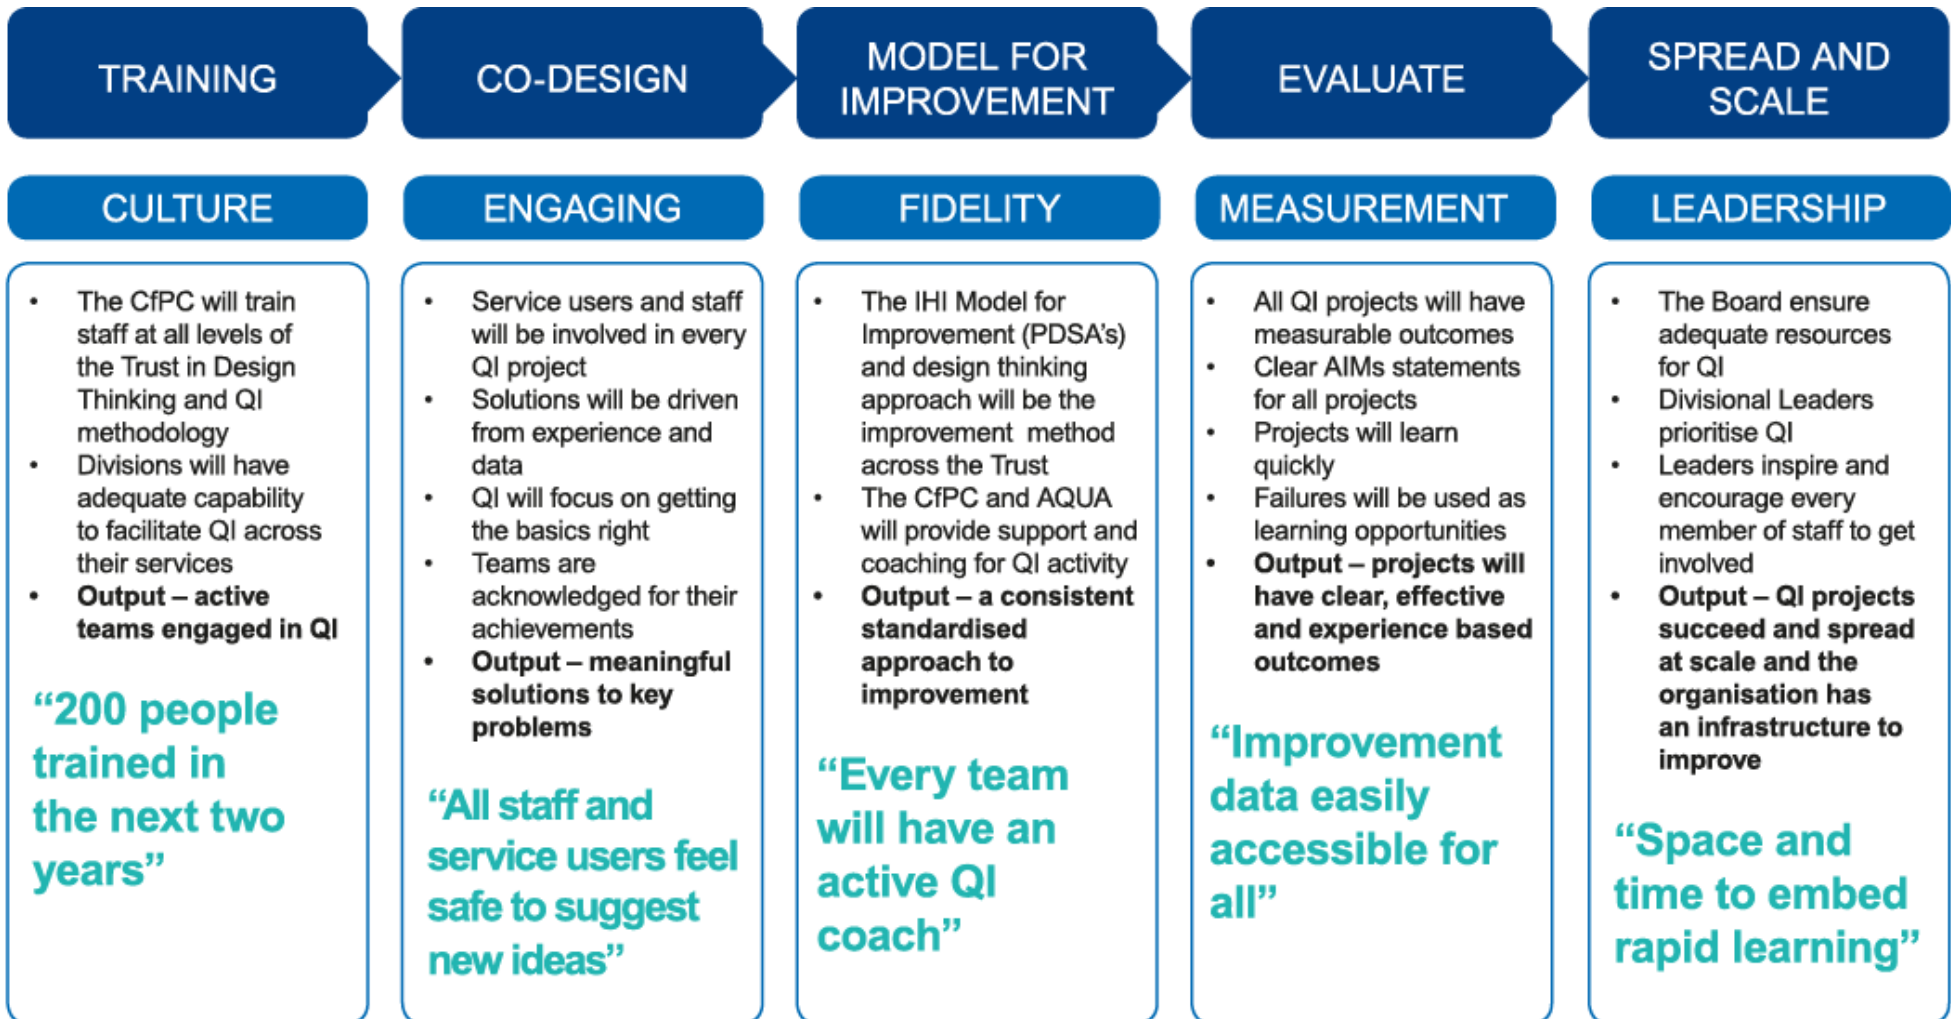 TRAINING
CO-DESIGN
MODEL FOR
IMPROVEMENT
EVALUATE
SPREAD AND
SCALE
CULTURE
ENGAGING
FIDELITY
MEASUREMENT
LEADERSHIP
• The CfPC will train
staff at all levels of
the Trust in Design
Thinking and QI
methodology
• Divisions will have
adequate capability
to facilitate QI across
their services
• Output – active
teams engaged in QI
“200 people
trained in
the next two
years”
• Service users and staff
will be involved in every
QI project
• Solutions will be driven
from experience and
data
• QI will focus on getting
the basics right
• Teams are
acknowledged for their
achievements
• Output – meaningful
solutions to key
problems
“All staff and
service users feel
safe to suggest
new ideas”
• The IHI Model for
Improvement (PDSA’s)
and design thinking
approach will be the
improvement method
across the Trust
• The CfPC and AQUA
will provide support and
coaching for QI activity
• Output – a consistent
standardised
approach to
improvement
“Every team
will have an
active QI
coach”
• All QI projects will have
measurable outcomes
• Clear AIMs statements
for all projects
• Projects will learn
quickly
• Failures will be used as
learning opportunities
• Output – projects will
have clear, effective
and experience based
outcomes
“Improvement
data easily
accessible for
all”
• The Board ensure
adequate resources
for QI
• Divisional Leaders
prioritise QI
• Leaders inspire and
encourage every
member of staff to get
involved
• Output – QI projects
succeed and spread
at scale and the
organisation has
an infrastructure to
improve
“Space and
time to embed
rapid learning”